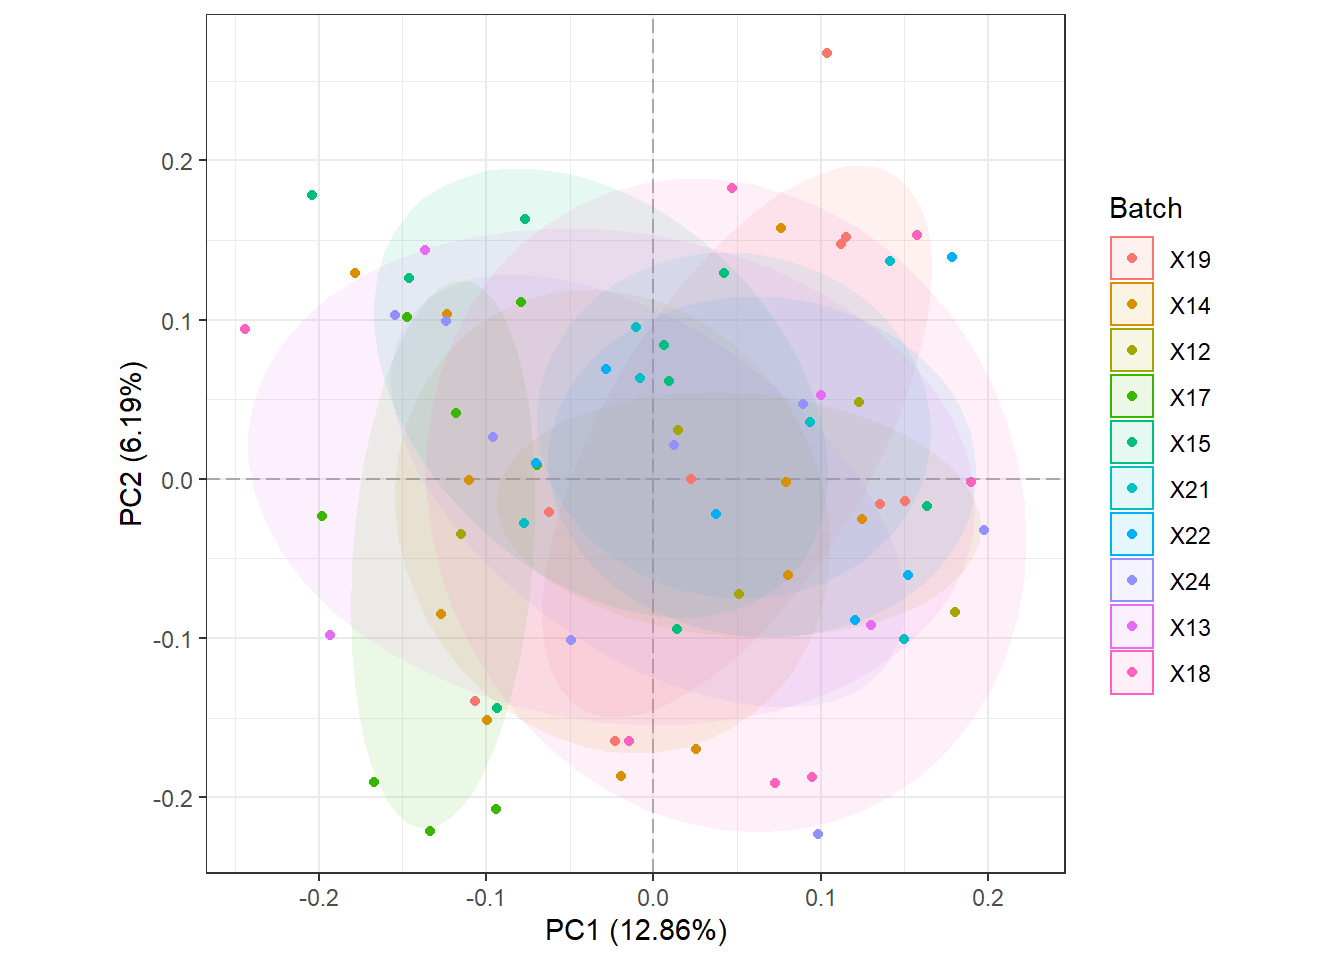 0.2
0.1
0.0
-0.1
-0.2
PC2 (6.19%)
-0.2
-0.1
0.0
0.1
0.2
PC1 (12.86%)
Batch
X19
X14
X12
X17
X15
X21
X22
X24
X13
X18